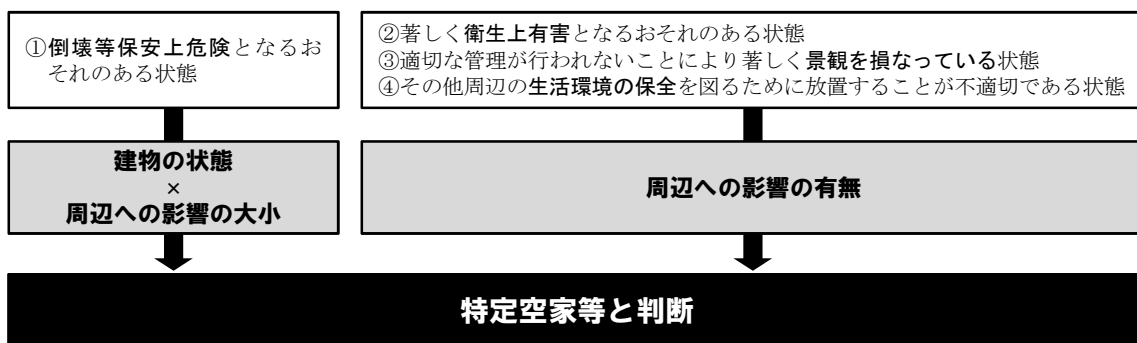 ①倒壊等保安上危険となるお
それのある状態
②著しく衛生上有害となるおそれのある状態
③適切な管理が行われないことにより著しく景観を損なっている状態
④その他周辺の生活環境の保全を図るために放置することが不適切である状態
建物の状態
×
周辺への影響の大小
周辺への影響の有無
特定空家等と判断